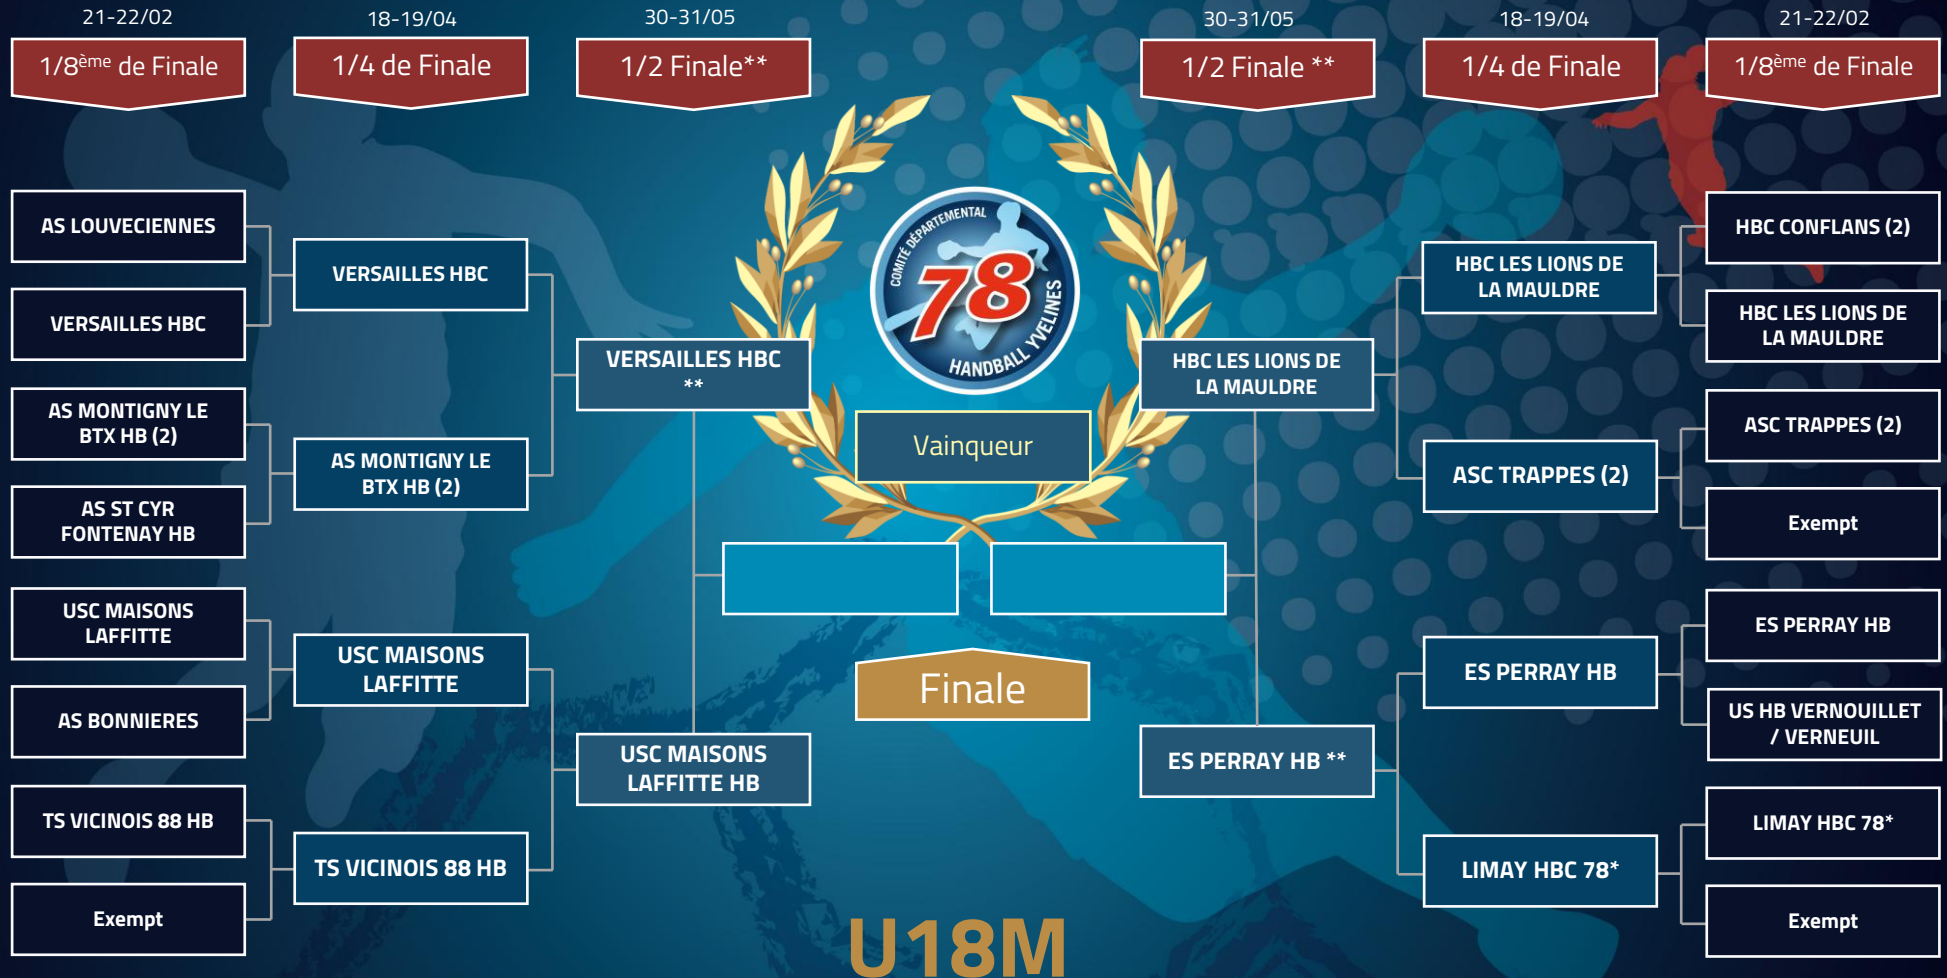 21-22/02
18-19/04
30-31/05
30-31/05
18-19/04
21-22/02
1/8ème de Finale
1/4 de Finale
1/2 Finale**
1/2 Finale **
1/4 de Finale
1/8ème de Finale
AS LOUVECIENNES
VERSAILLES HBC
AS MONTIGNY LE
BTX HB (2)
AS ST CYR
FONTENAY HB
USC MAISONS
LAFFITTE
AS BONNIERES
TS VICINOIS 88 HB
Exempt
VERSAILLES HBC
AS MONTIGNY LE
BTX HB (2)
USC MAISONS
LAFFITTE
TS VICINOIS 88 HB
VERSAILLES HBC
**
USC MAISONS
LAFFITTE HB
COMITÉ DÉPARTEMENTAL
78
HANDBALL YVELINES
Vainqueur
Finale
U18M
HBC LES LIONS DE
LA MAULDRE
ES PERRAY HB **
HBC LES LIONS DE
LA MAULDRE
ASC TRAPPES (2)
ES PERRAY HB
LIMAY HBC 78*
HBC CONFLANS (2)
HBC LES LIONS DE
LA MAULDRE
ASC TRAPPES (2)
Exempt
ES PERRAY HB
US HB VERNOUILLET
/ VERNEUIL
LIMAY HBC 78*
Exempt